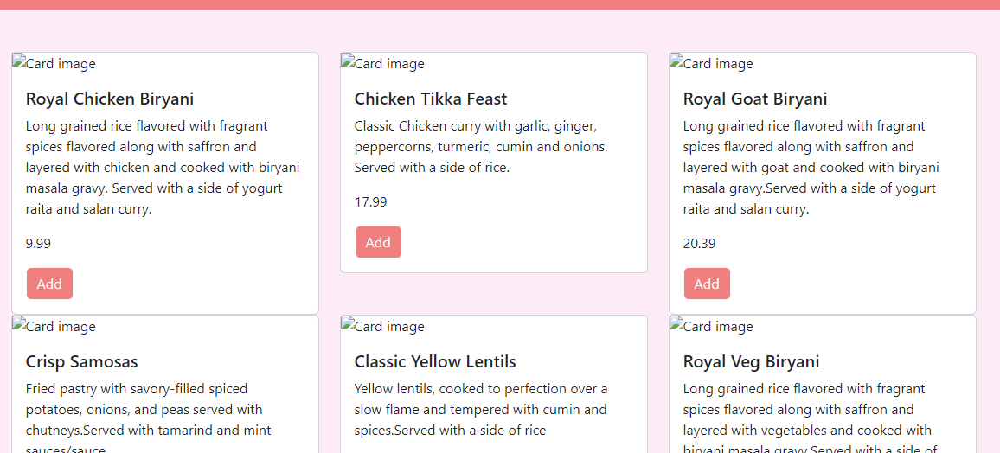 Card image
Royal Chicken Biryani
Long grained rice flavored with fragrant
spices flavored along with saffron and
layered with chicken and cooked with biryani
masala gravy. Served with a side of yogurt
raita and salan curry.
9.99
Add
Card image
Chicken Tikka Feast
Classic Chicken curry with garlic, ginger,
peppercorns, turmeric, cumin and onions.
Served with a side of rice.
17.99
Add
Card image
Royal Goat Biryani
Long grained rice flavored with fragrant
spices flavored along with saffron and
layered with goat and cooked with biryani
masala gravy.Served with a side of yogurt
raita and salan curry.
20.39
Add
Card image
Crisp Samosas
Fried pastry with savory-filled spiced
potatoes, onions, and peas served with
chutneys.Served with tamarind and mint
sauces/sauce
Card image
Classic Yellow Lentils
Yellow lentils, cooked to perfection over a
slow flame and tempered with cumin and
spices.Served with a side of rice
Card image
Royal Veg Biryani
Long grained rice flavored with fragrant
spices flavored along with saffron and
layered with vegetables and cooked with
biryani masala gravy.Served with a side of